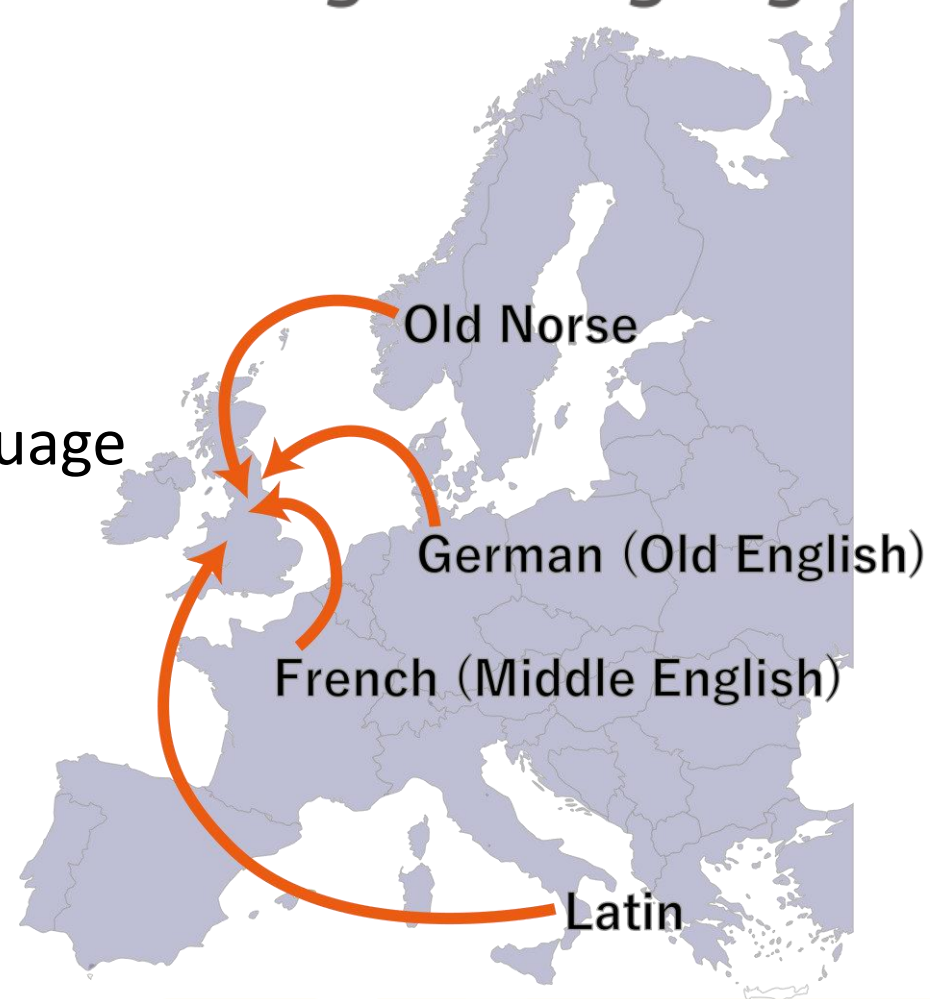 Old Norse
uage
German (Old English)
French (Middle English)
Latin